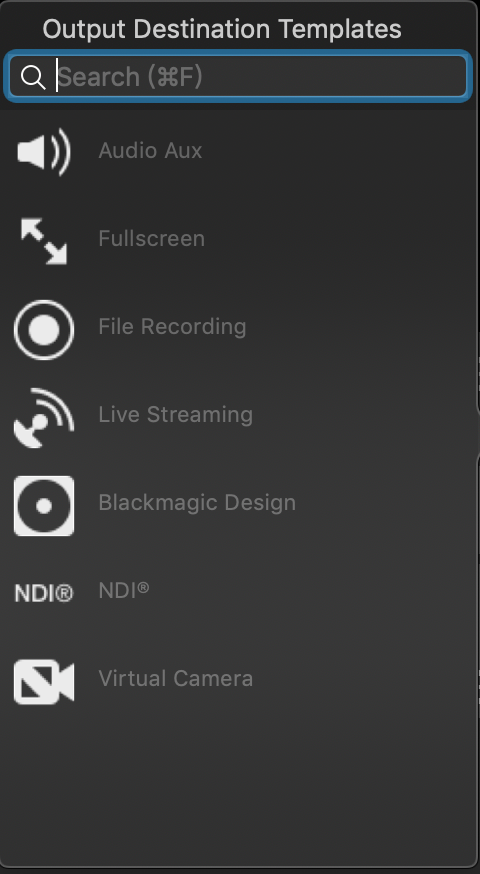 Output Destination Templates
Search (⌘F)
Audio Aux
Fullscreen
File Recording
Live Streaming
Blackmagic Design
NDI® NDI®
Virtual Camera